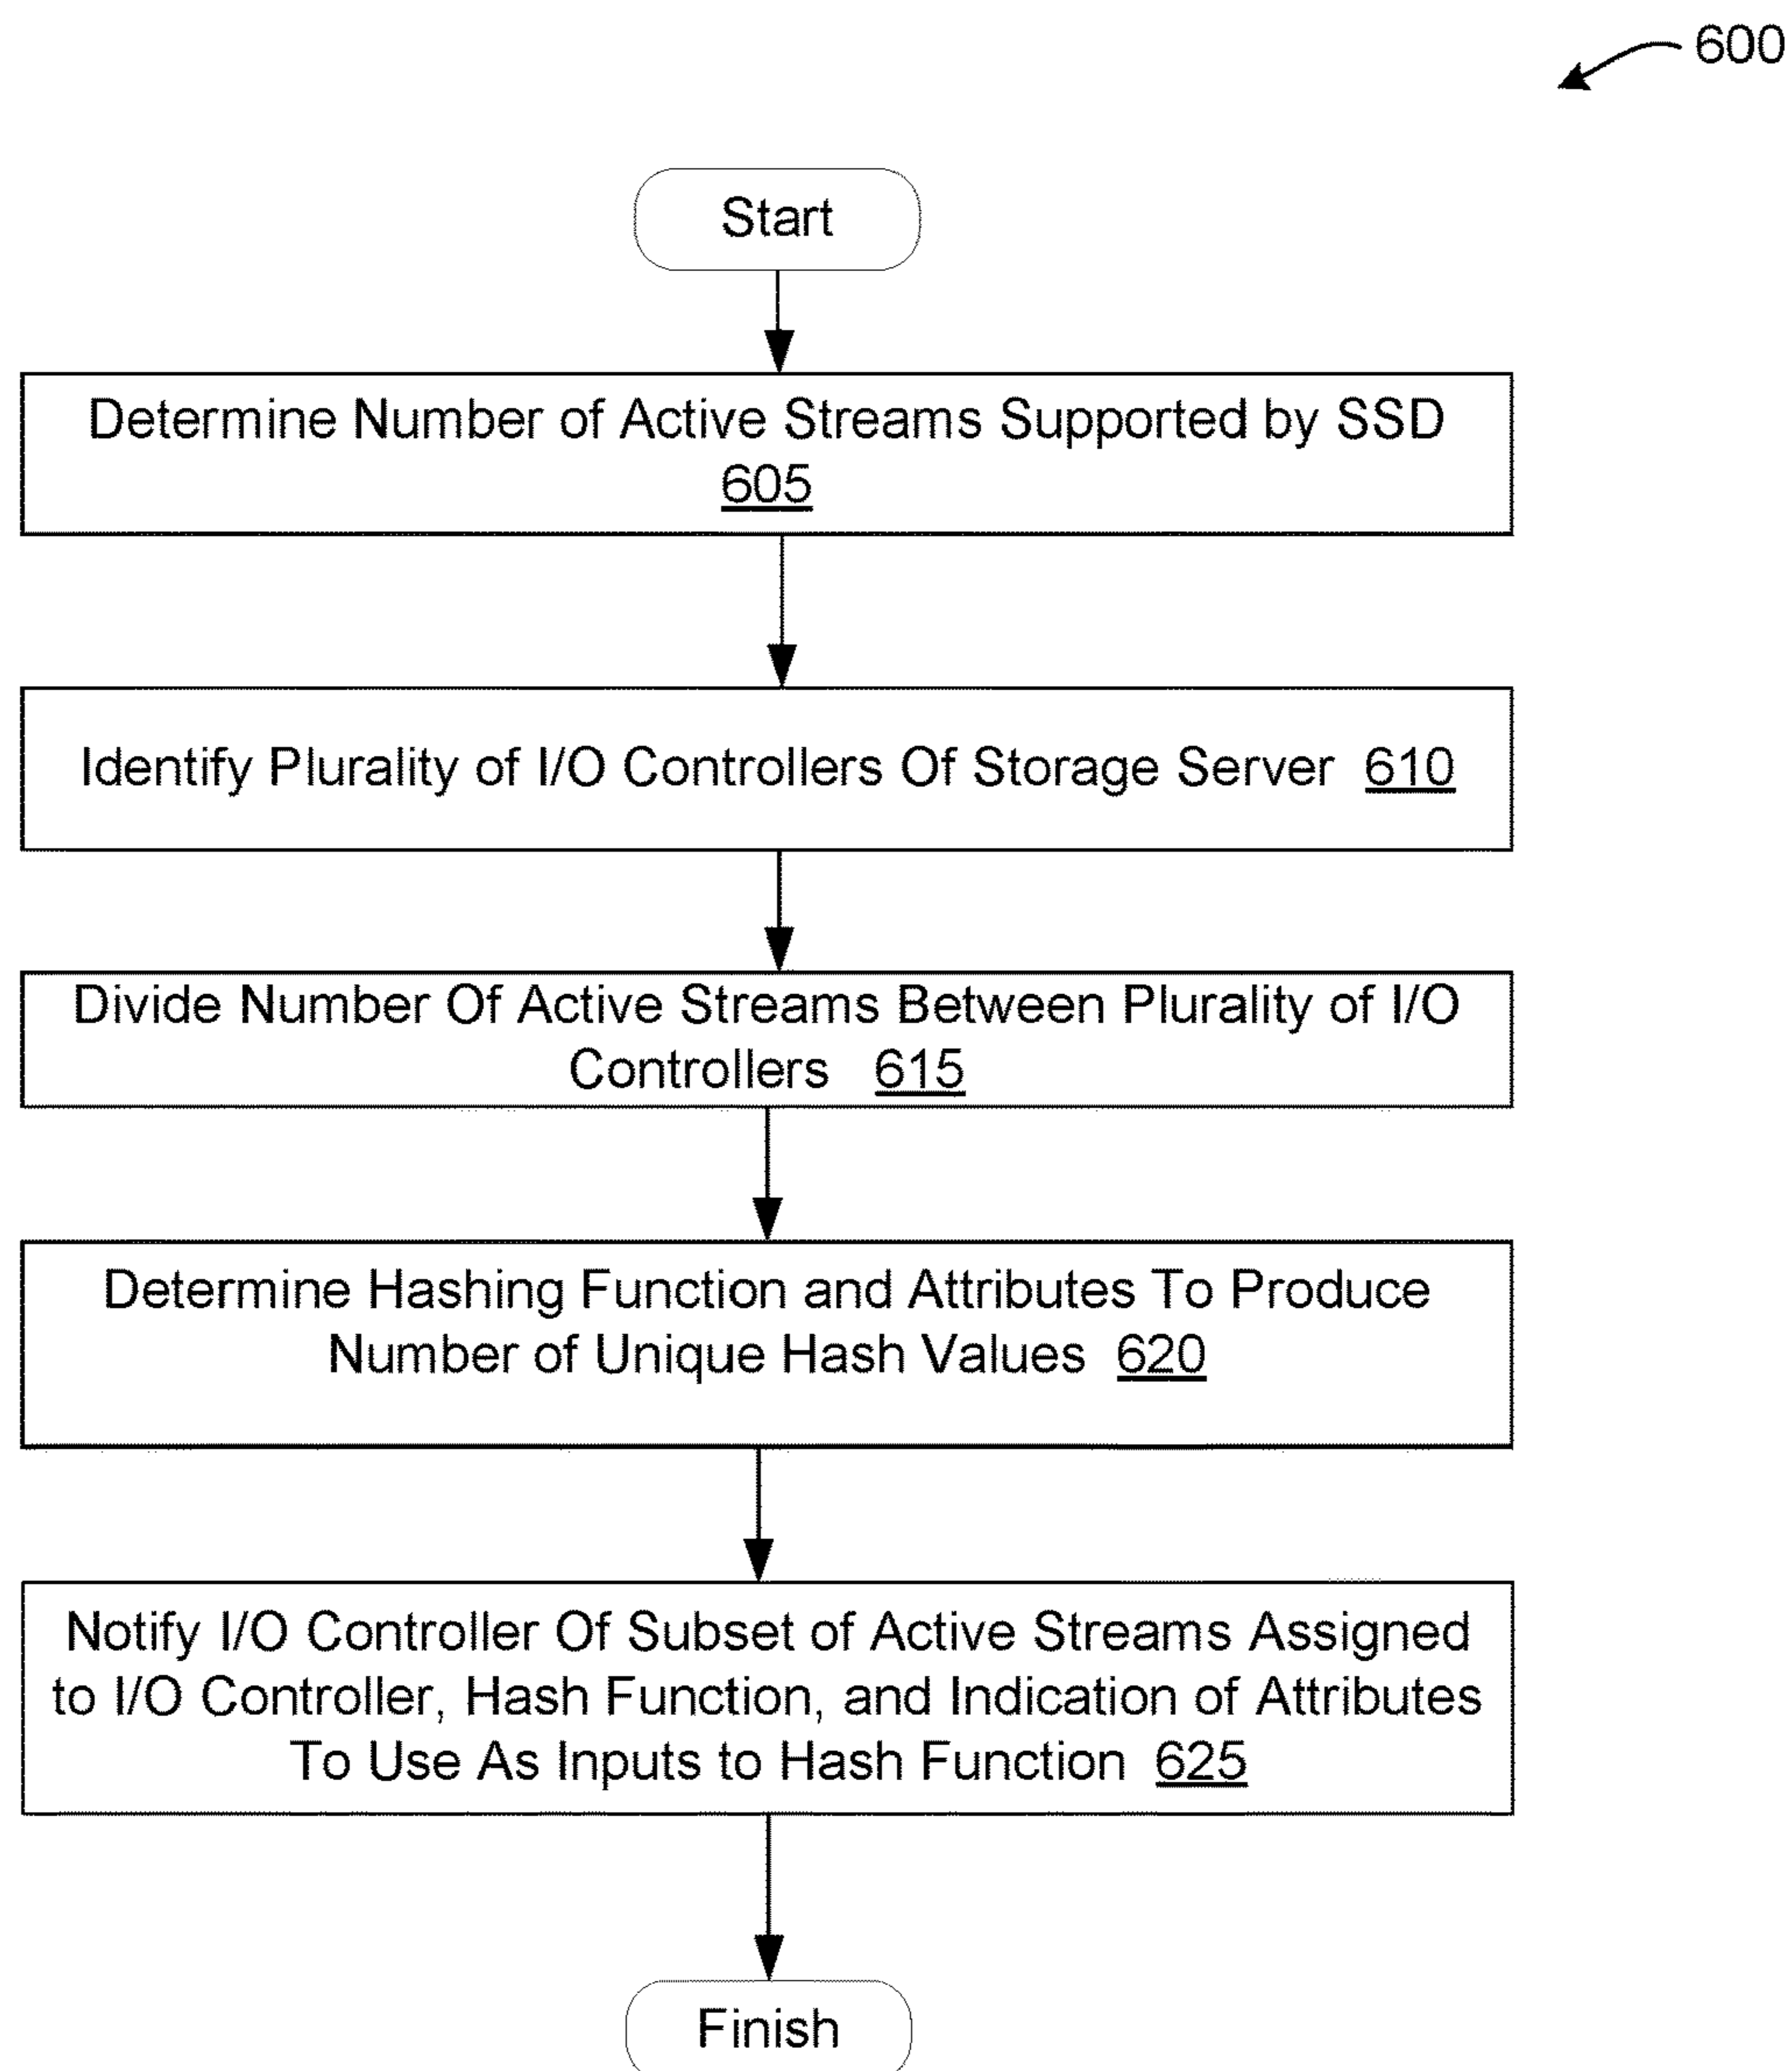 600
Start
Determine Number of Active Streams Supported by SSD
605
Identify Plurality of I/O Controllers Of Storage Server 610
Divide Number Of Active Streams Between Plurality of I/O
Controllers 615
Determine Hashing Function and Attributes To Produce
Number of Unique Hash Values 620
Notify I/O Controller Of Subset of Active Streams Assigned
to I/O Controller, Hash Function, and Indication of Attributes
To Use As Inputs to Hash Function 625
Finish